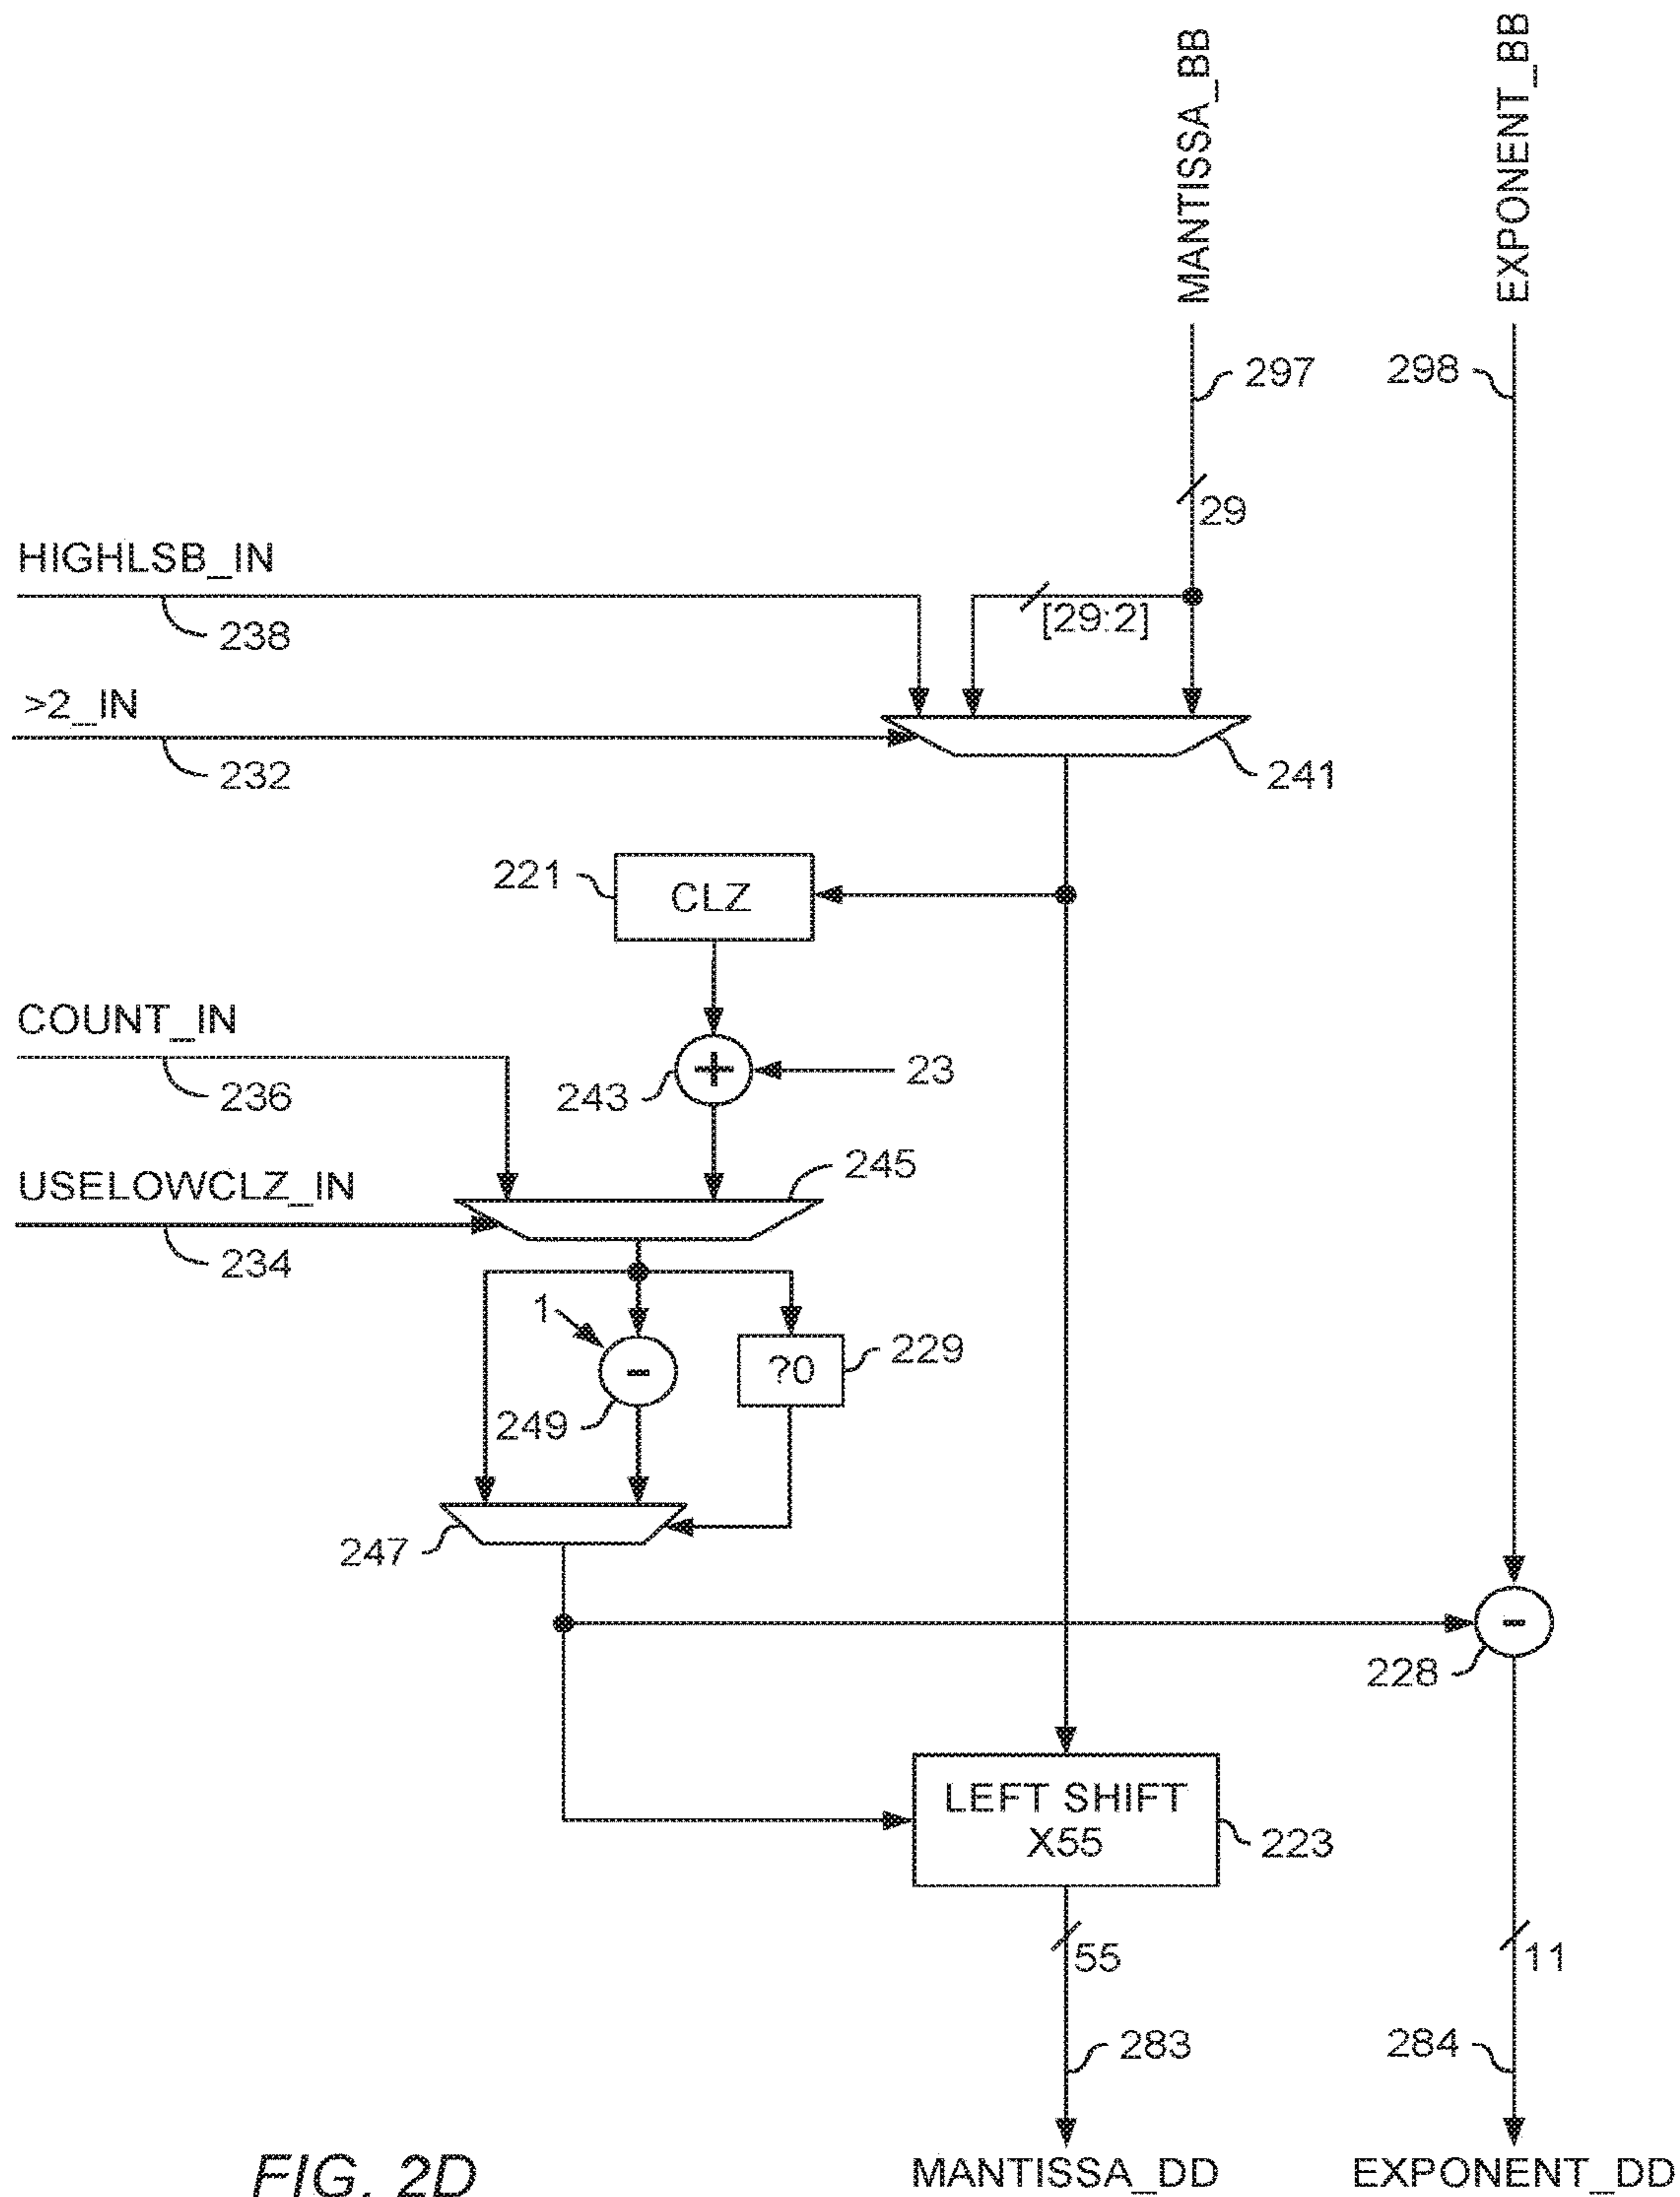 MANTISSA_BB
EXPONENT_BB
297
298
29
HIGHLSB_IN
238
[29:2]
>2_IN
232
241
221
CLZ
COUNT_IN
236
243
+
23
USELOWCLZ_IN
234
245
1
-
249
?0
229
247
-
228
LEFT SHIFT
X55
223
55
11
283
284
FIG. 2D
MANTISSA_DD
EXPONENT_DD